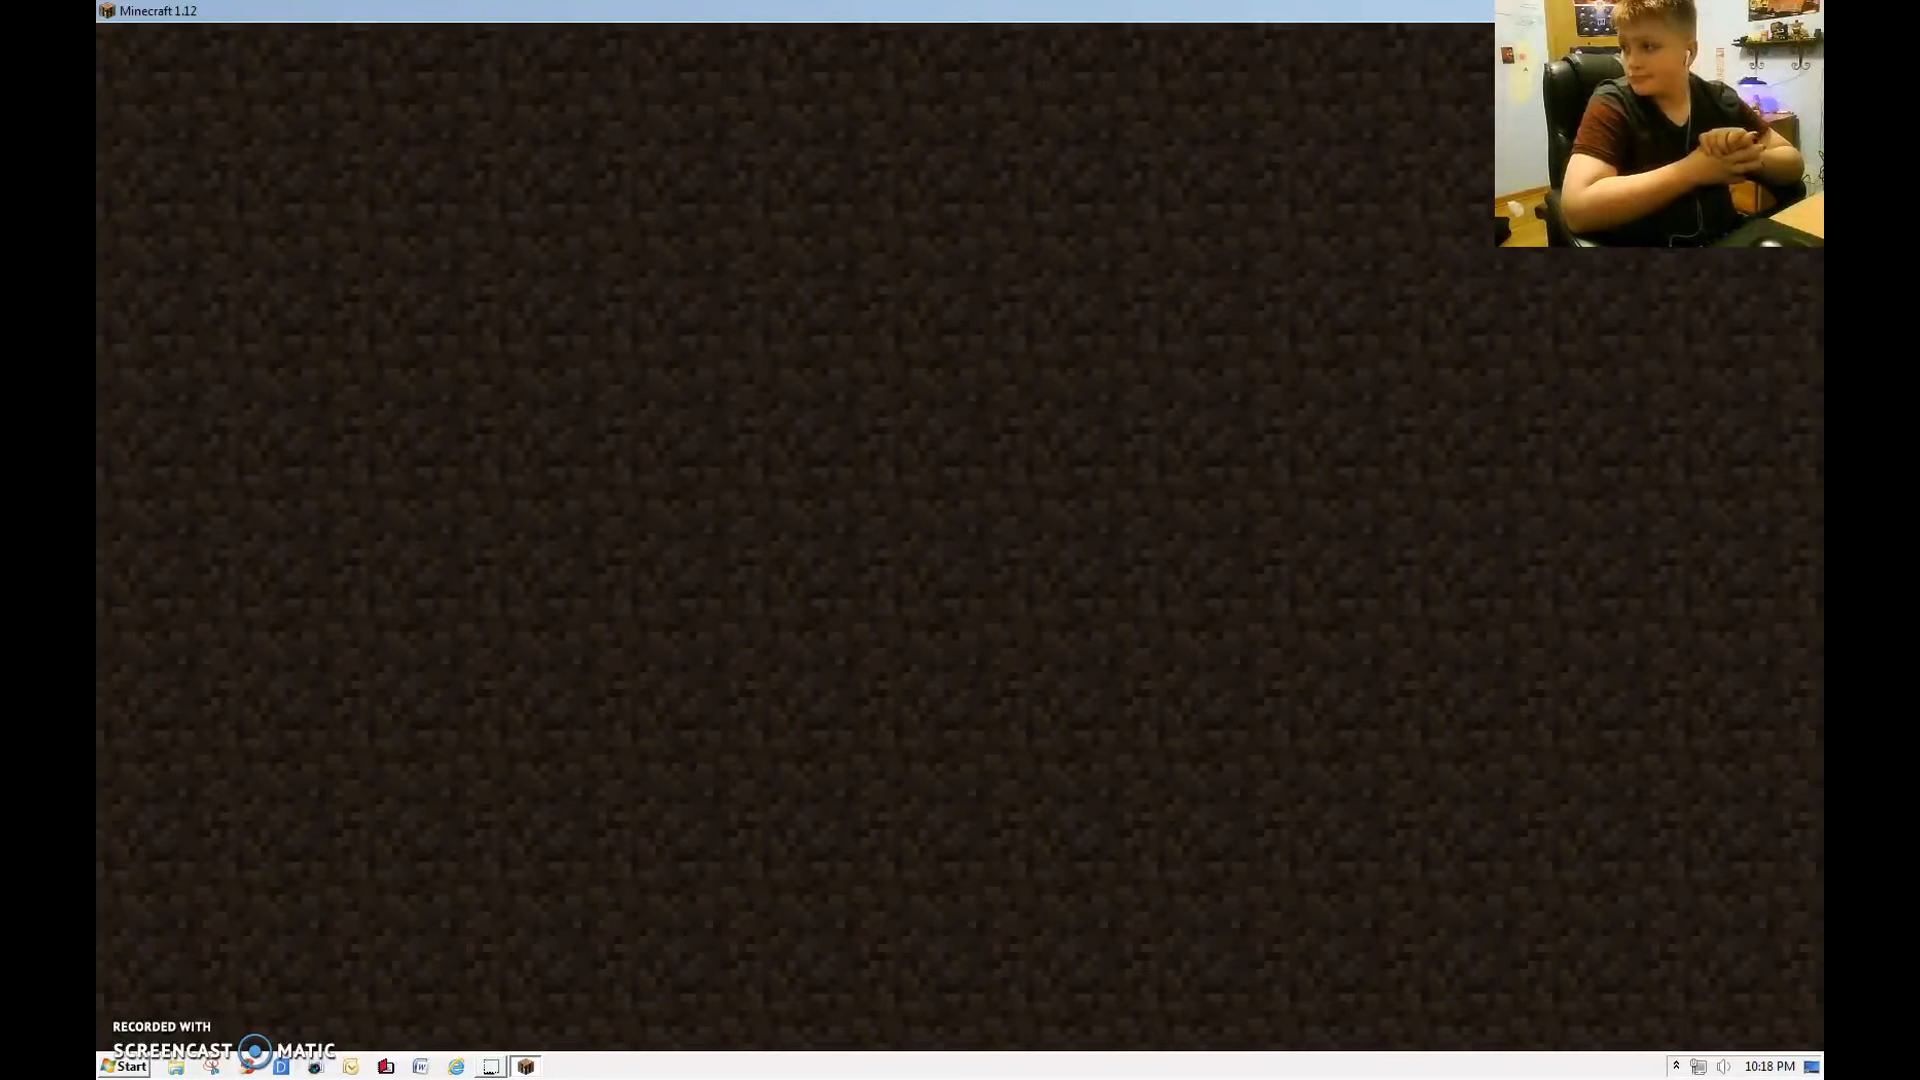 Minecraft 1.12
RECORDED WITH
SCREENCAST MATIC
Start
10:18 PM